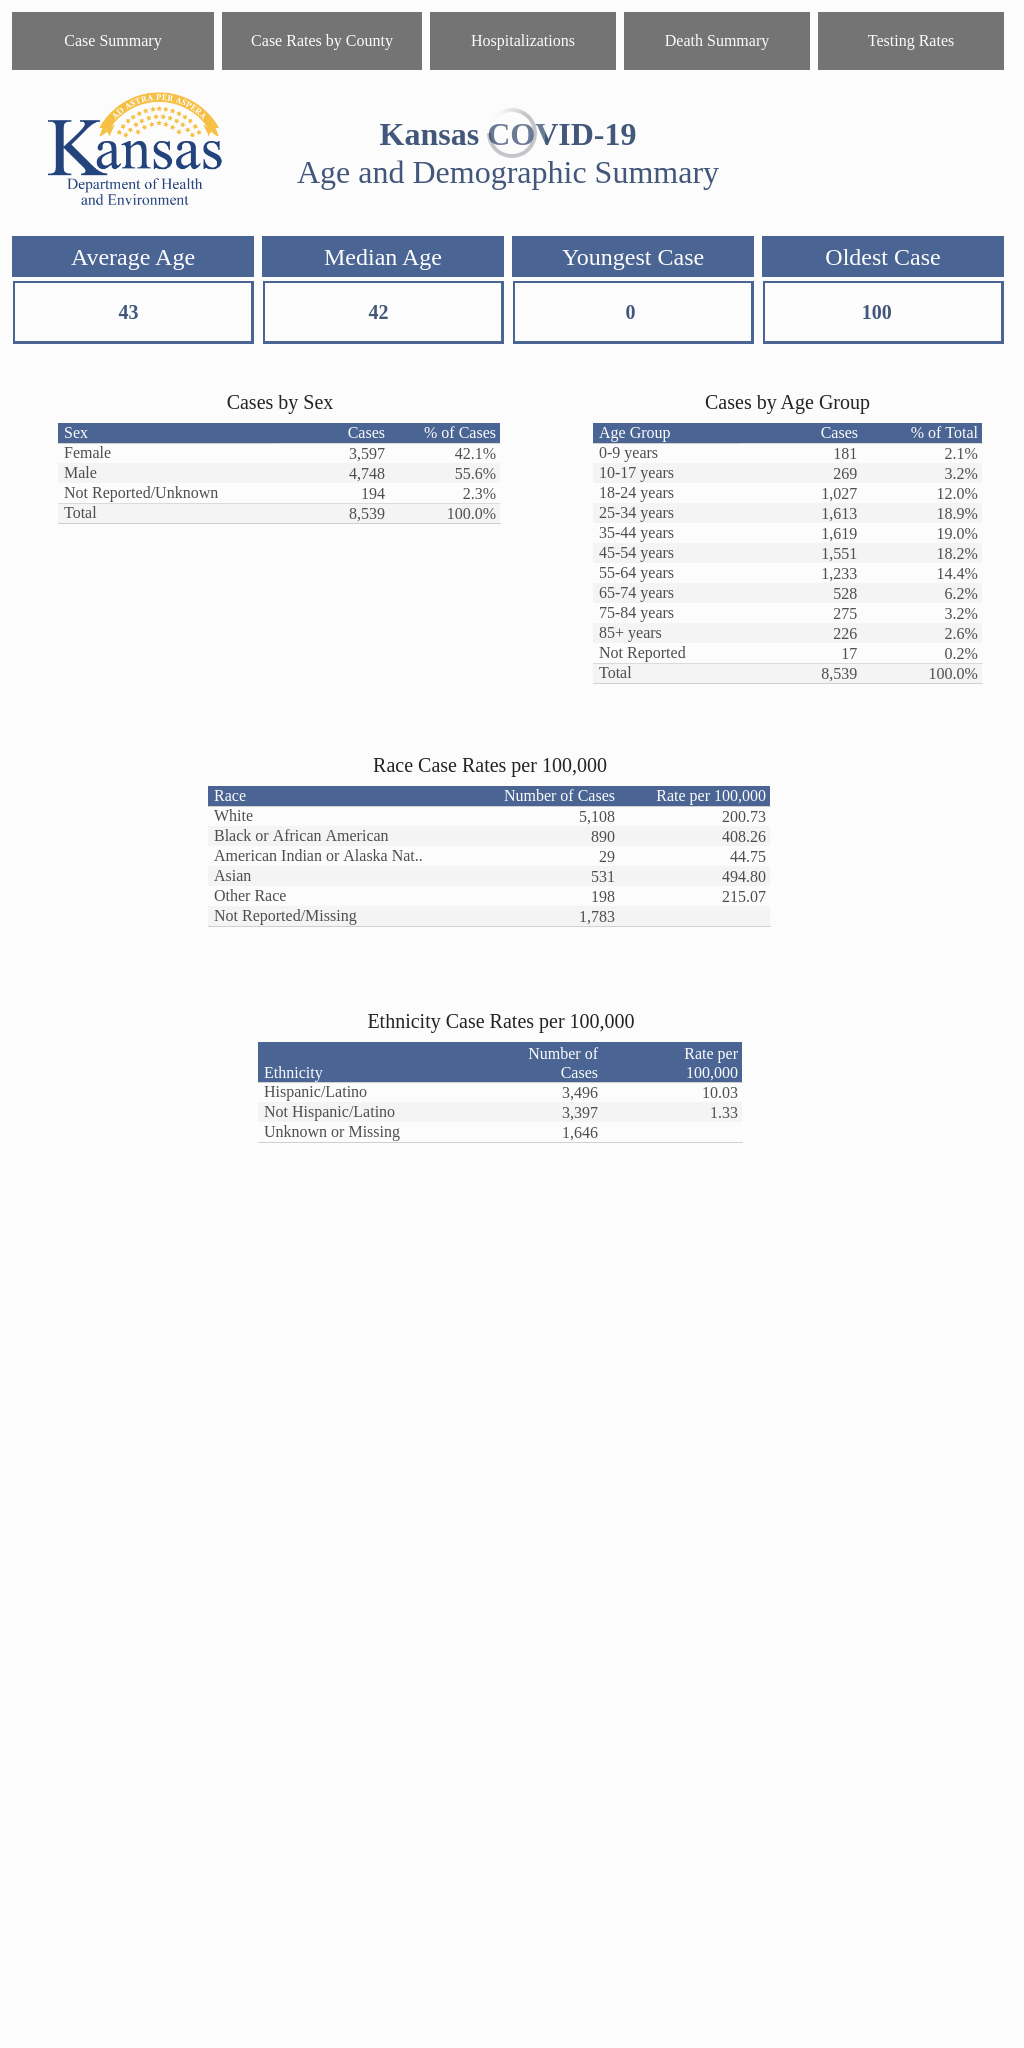 Case Summary Case Rates by County Hospitalizations Death Summary Testing Rates
AD ASTRA PER ASPERA
Kansas
Department of Health
and Environment
Kansas COVID-19
Age and Demographic Summary
Average Age Median Age Youngest Case Oldest Case
43 42 0 100
Cases by Sex
Sex Cases % of Cases
Female 3,597 42.1%
Male 4,748 55.6%
Not Reported/Unknown 194 2.3%
Total 8,539 100.0%
Cases by Age Group
Age Group Cases % of Total
0-9 years 181 2.1%
10-17 years 269 3.2%
18-24 years 1,027 12.0%
25-34 years 1,613 18.9%
35-44 years 1,619 19.0%
45-54 years 1,551 18.2%
55-64 years 1,233 14.4%
65-74 years 528 6.2%
75-84 years 275 3.2%
85+ years 226 2.6%
Not Reported 17 0.2%
Total 8,539 100.0%
Race Case Rates per 100,000
Race Number of Cases Rate per 100,000
White 5,108 200.73
Black or African American 890 408.26
American Indian or Alaska Nat.. 29 44.75
Asian 531 494.80
Other Race 198 215.07
Not Reported/Missing 1,783
Ethnicity Case Rates per 100,000
Number of Rate per
Ethnicity Cases 100,000
Hispanic/Latino 3,496 10.03
Not Hispanic/Latino 3,397 1.33
Unknown or Missing 1,646